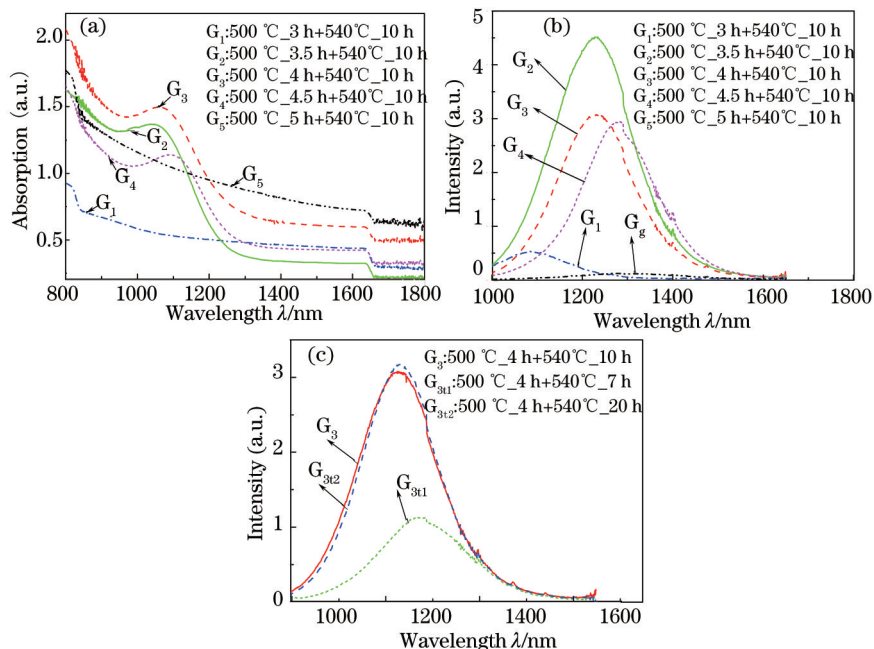 (a)
G1:500 ℃_3 h+540℃_10 h
G2:500 ℃_3.5 h+540℃_10 h
G3:500 ℃_4 h+540℃_10 h
G4:500 ℃_4.5 h+540℃_10 h
G5:500 ℃_5 h+540℃_10 h
2.0
1.5
1.0
0.5
Absorption (a.u.)
G3
G2
G4
G5
G1
800 1000 1200 1400 1600 1800
Wavelength λ/nm
(b)
G1:500 ℃_3 h+540℃_10 h
G2:500 ℃_3.5 h+540℃_10 h
G3:500 ℃_4 h+540℃_10 h
G4:500 ℃_4.5 h+540℃_10 h
G5:500 ℃_5 h+540℃_10 h
5
4
3
2
5
0
Intensity (a.u.)
G2
G3
G4
G1
Gg
1000 1200 1400 1600 1800
Wavelength λ/nm
(c)
G3:500 ℃_4 h+540℃_10 h
G3t1:500 ℃_4 h+540℃_7 h
G3t2:500 ℃_4 h+540℃_20 h
3
2
1
0
Intensity (a.u.)
G3
G3t2
G3t1
1000 1200 1400 1600
Wavelength λ/nm